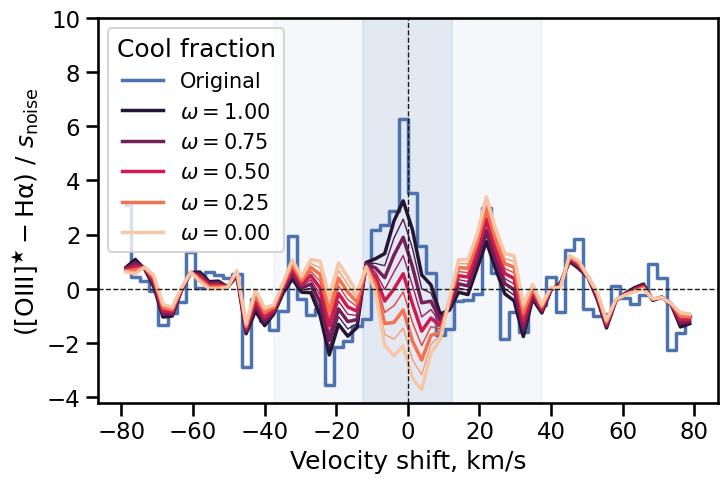 ([OIII]★ − Hα) / s_noise
10
8
6
4
2
0
−2
−4
Cool fraction
Original
ω = 1.00
ω = 0.75
ω = 0.50
ω = 0.25
ω = 0.00
−80 −60 −40 −20 0 20 40 60 80
Velocity shift, km/s